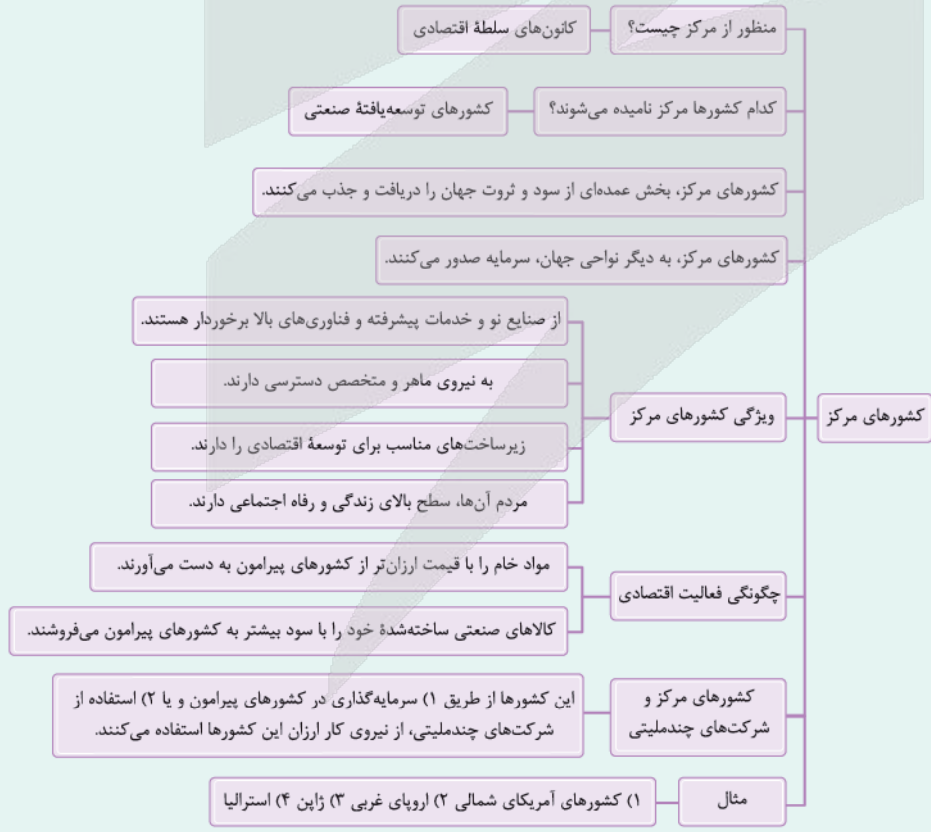 کشورهای مرکز
منظور از مرکز چیست؟
کانون‌های سلطهٔ اقتصادی
کدام کشورها مرکز نامیده می‌شوند؟
کشورهای توسعه‌یافتهٔ صنعتی
کشورهای مرکز، بخش عمده‌ای از سود و ثروت جهان را دریافت و جذب می‌کنند.
کشورهای مرکز، به دیگر نواحی جهان، سرمایه صدور می‌کنند.
ویژگی کشورهای مرکز
از صنایع نو و خدمات پیشرفته و فناوری‌های بالا برخوردار هستند.
به نیروی ماهر و متخصص دسترسی دارند.
زیرساخت‌های مناسب برای توسعهٔ اقتصادی را دارند.
مردم آن‌ها، سطح بالای زندگی و رفاه اجتماعی دارند.
چگونگی فعالیت اقتصادی
مواد خام را با قیمت ارزان‌تر از کشورهای پیرامون به دست می‌آورند.
کالاهای صنعتی ساخته‌شدهٔ خود را با سود بیشتر به کشورهای پیرامون می‌فروشند.
کشورهای مرکز و
شرکت‌های چندملیتی
این کشورها از طریق ۱) سرمایه‌گذاری در کشورهای پیرامون و یا ۲) استفاده از
شرکت‌های چندملیتی، از نیروی کار ارزان این کشورها استفاده می‌کنند.
مثال
۱) کشورهای آمریکای شمالی ۲) اروپای غربی ۳) ژاپن ۴) استرالیا